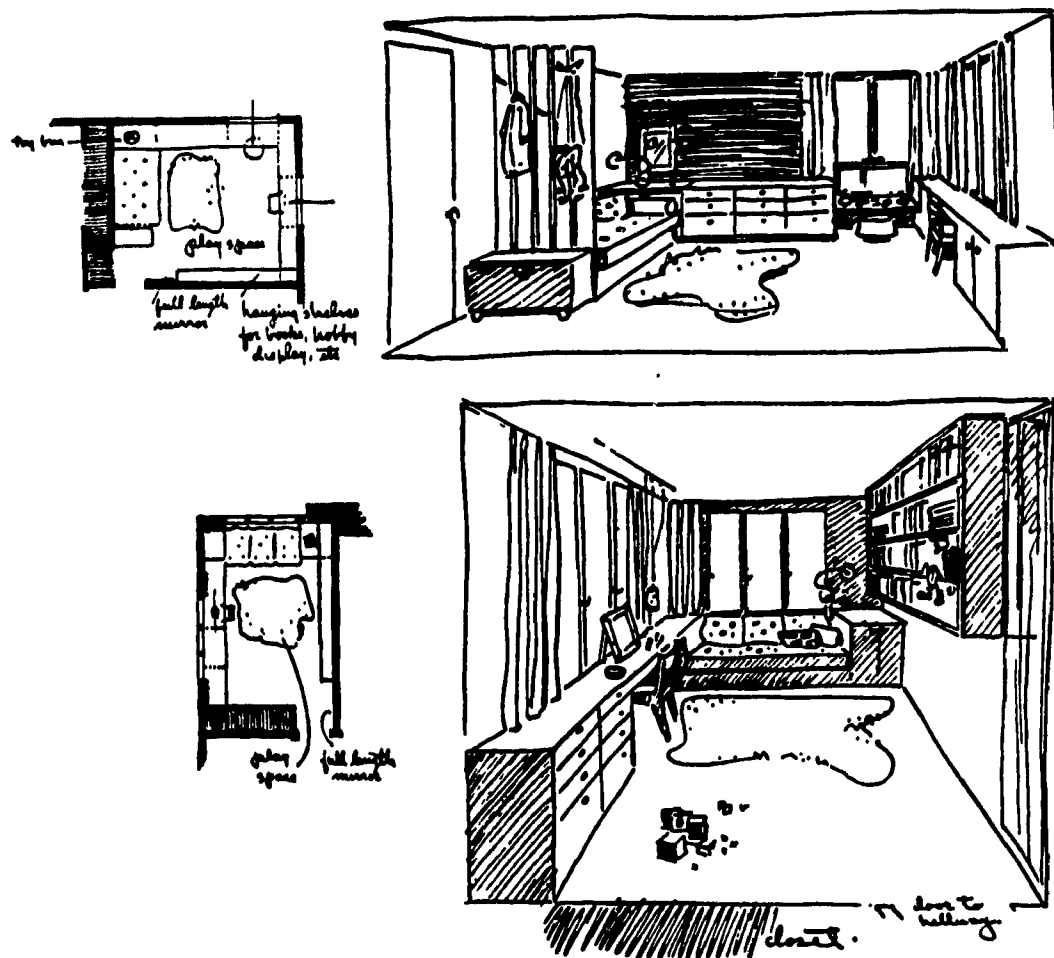 toy bin
play space
full length
mirror
hanging shelves
for books, hobby
display, etc
play
space
full length
mirror
door to
hallway
closet.